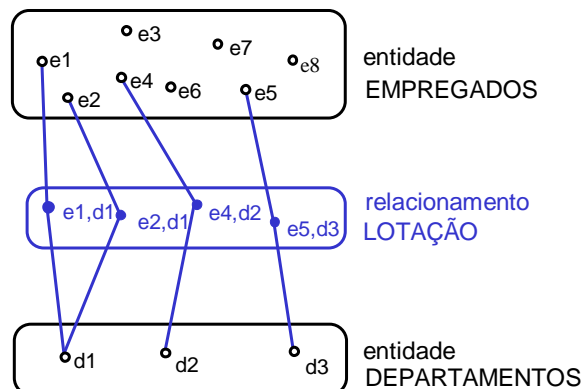 e1
e2
e3
e4
e6
e7
e5
e8
entidade
EMPREGADOS
e1,d1
e2,d1
e4,d2
e5,d3
relacionamento
LOTAÇÃO
d1
d2
d3
entidade
DEPARTAMENTOS